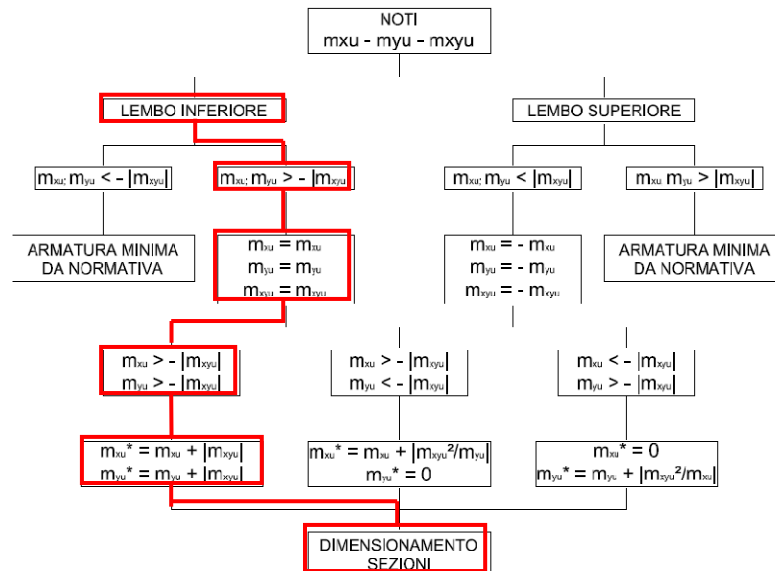 NOTI
mxu - myu - mxyu
LEMBO INFERIORE
LEMBO SUPERIORE
mxu; myu < - |mxyu|
mxu; myu > - |mxyu|
mxu; myu < |mxyu|
mxu myu > |mxyu|
ARMATURA MINIMA
DA NORMATIVA
mxu = mxu
myu = myu
mxyu = mxyu
mxu = - mxu
myu = - myu
mxyu = - mxyu
ARMATURA MINIMA
DA NORMATIVA
mxu > - |mxyu|
myu > - |mxyu|
mxu > - |mxyu|
myu < - |mxyu|
mxu < - |mxyu|
myu > - |mxyu|
mxu* = mxu + |mxyu|
myu* = myu + |mxyu|
mxu* = mxu + |mxyu²/myu|
myu* = 0
mxu* = 0
myu* = myu + |mxyu²/mxu|
DIMENSIONAMENTO
SEZIONI